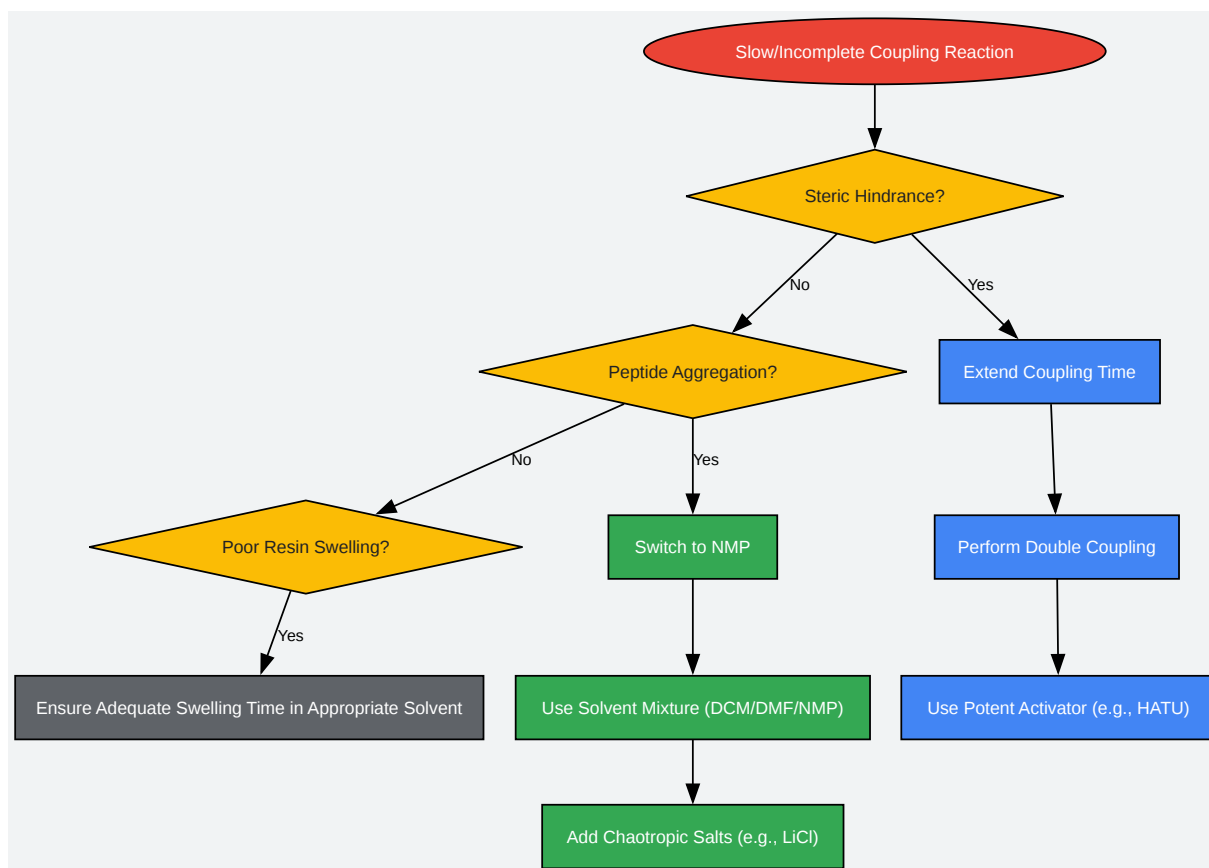 Slow/Incomplete Coupling Reaction
Steric Hindrance?
No
Yes
Peptide Aggregation?
Extend Coupling Time
No
Yes
Poor Resin Swelling?
Switch to NMP
Perform Double Coupling
Yes
Ensure Adequate Swelling Time in Appropriate Solvent
Use Solvent Mixture (DCM/DMF/NMP)
Use Potent Activator (e.g., HATU)
Add Chaotropic Salts (e.g., LiCl)